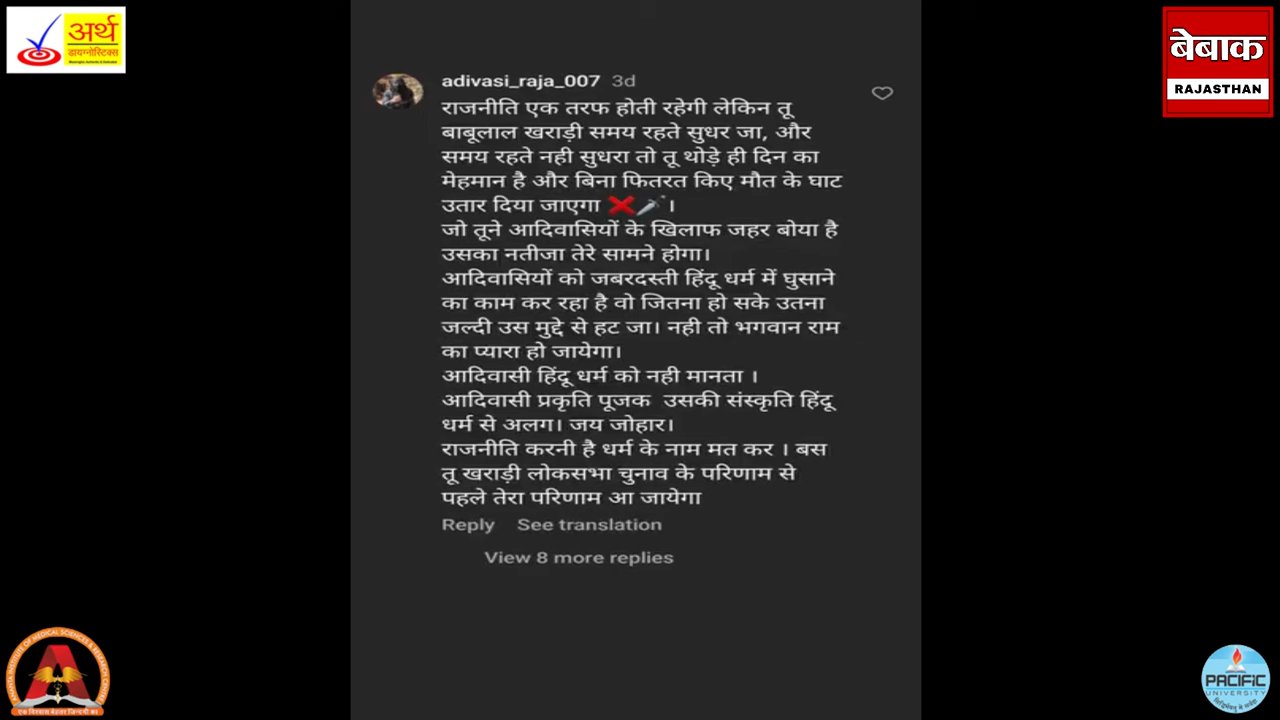 अर्थ
डायग्नोस्टिक्स
बेबाक
RAJASTHAN
adivasi_raja_007 3d
राजनीति एक तरफ होती रहेगी लेकिन तू
बाबूलाल खराड़ी समय रहते सुधर जा, और
समय रहते नही सुधरा तो तू थोड़े ही दिन का
मेहमान है और बिना फितरत किए मौत के घाट
उतार दिया जाएगा ❌🗡️।
जो तूने आदिवासियों के खिलाफ जहर बोया है
उसका नतीजा तेरे सामने होगा।
आदिवासियों को जबरदस्ती हिंदू धर्म में घुसाने
का काम कर रहा है वो जितना हो सके उतना
जल्दी उस मुद्दे से हट जा। नही तो भगवान राम
का प्यारा हो जायेगा।
आदिवासी हिंदू धर्म को नही मानता ।
आदिवासी प्रकृति पूजक उसकी संस्कृति हिंदू
धर्म से अलग। जय जोहार।
राजनीति करनी है धर्म के नाम मत कर । बस
तू खराड़ी लोकसभा चुनाव के परिणाम से
पहले तेरा परिणाम आ जायेगा
Reply See translation
View 8 more replies
PACIFIC
UNIVERSITY